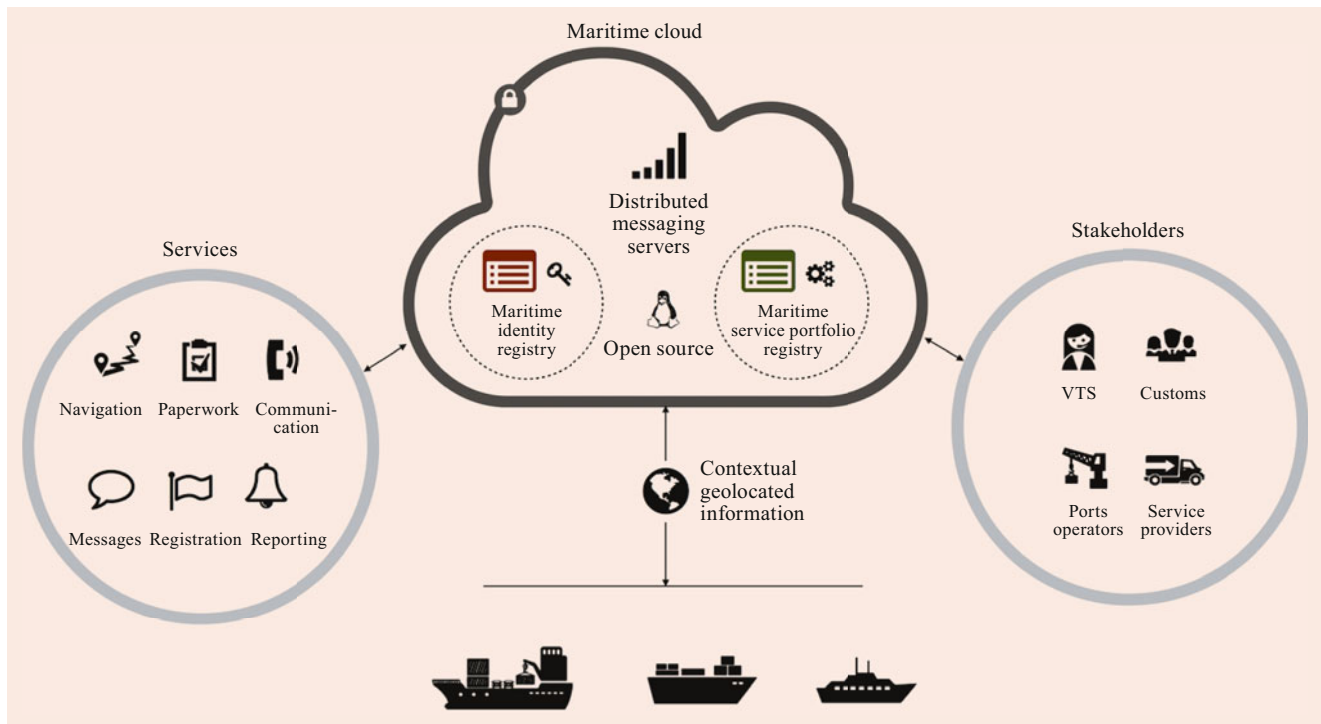 Maritime cloud
Distributed
messaging
servers
Maritime
identity
registry
Open source
Maritime
service portfolio
registry
Services
Navigation
Paperwork
Communi-
cation
Messages
Registration
Reporting
Stakeholders
VTS
Customs
Ports
operators
Service
providers
Contextual
geolocated
information